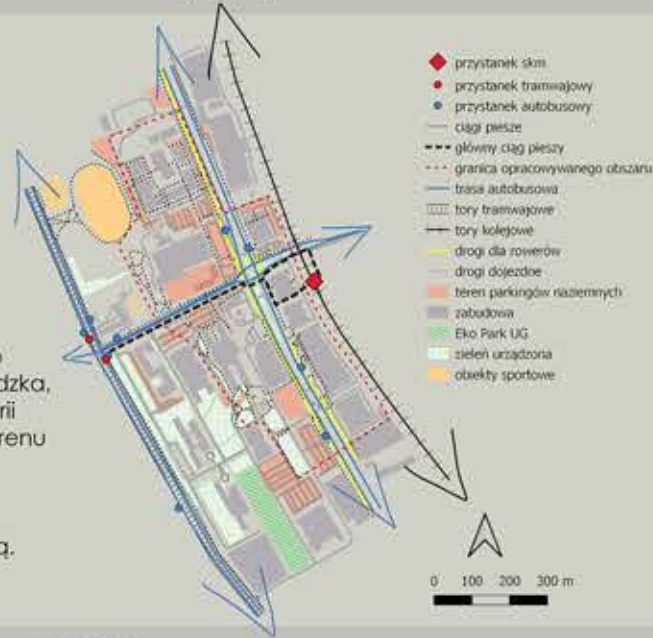 przystanek skm
przystanek tramwajowy
przystanek autobusowy
ciągi piesze
główny ciąg pieszy
granica opracowywanego obszaru
trasa autobusowa
tory tramwajowe
tory kolejowe
drogi dla rowerów
drogi dojezdne
teren parkingów naziemnych
zabudowa
Eko Park UG
zieleń urządzona
obiekty sportowe
dzka,
rii
renu
ą.
0 100 200 300 m